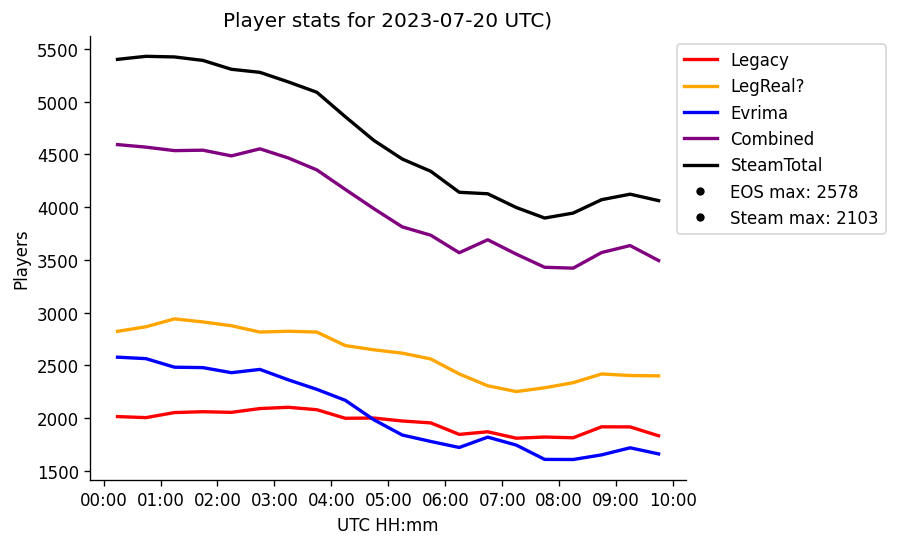 Player stats for 2023-07-20 UTC)
Legacy
LegReal?
Evrima
Combined
SteamTotal
EOS max: 2578
Steam max: 2103
Players
5500
5000
4500
4000
3500
3000
2500
2000
1500
00:00 01:00 02:00 03:00 04:00 05:00 06:00 07:00 08:00 09:00 10:00
UTC HH:mm